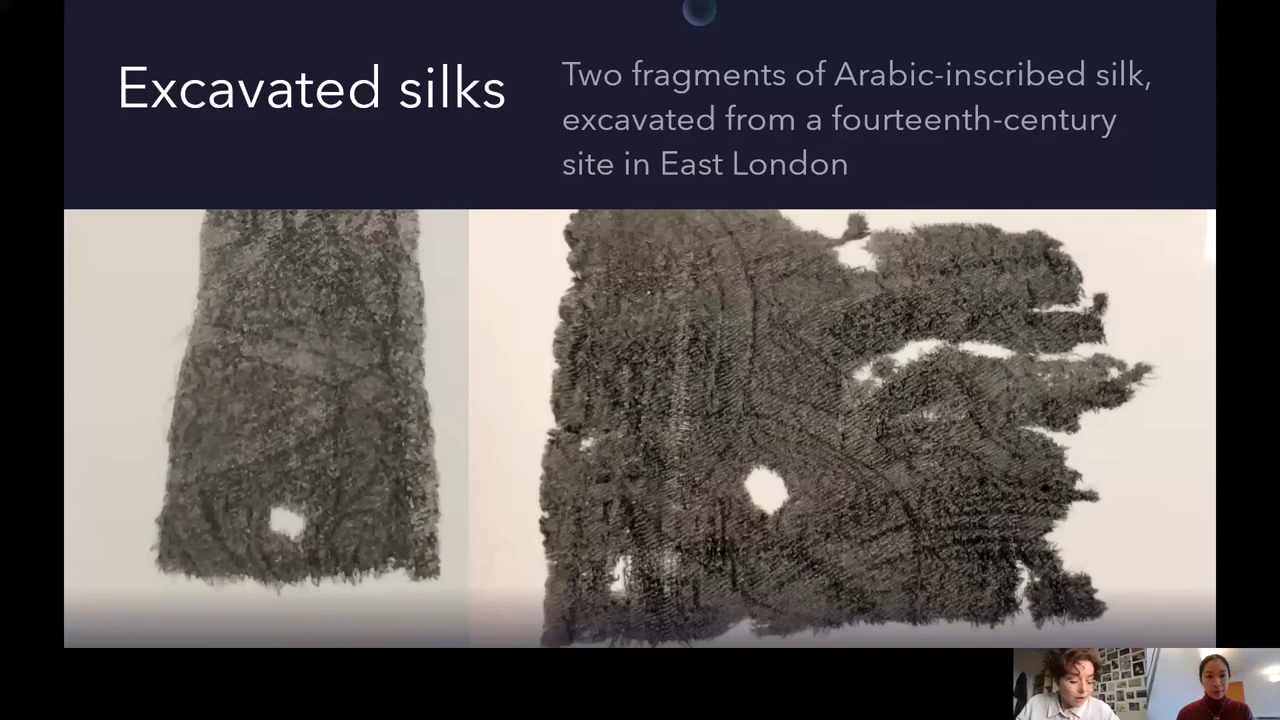 Excavated silks
Two fragments of Arabic-inscribed silk,
excavated from a fourteenth-century
site in East London